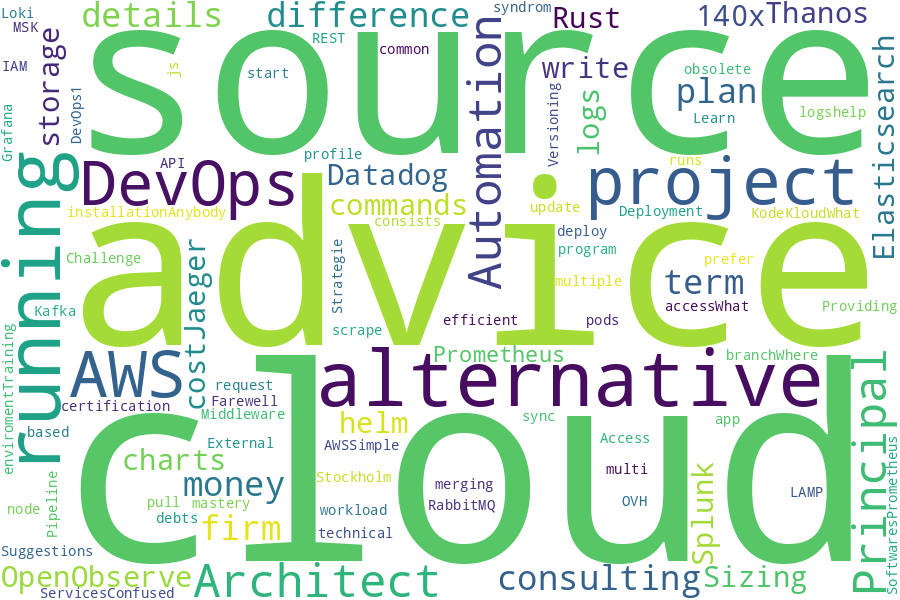 Loki
details
difference
syndrom
Rust
140x
Thanos
MSK
REST
common
IAM
storage
DevOps1
js
source
start
Automation
write
obsolete
plan
Versioning
logs
Learn
logshelp
Elasticsearch
Grafana
API
profile
DevOps
Datadog
project
runs
running
installationAnybody
commands
consists
update
Deployment
KodeKloudWhat
deploy
advice
Challenge
costJaeger
Strategie
program
prefer
multiple
term
accessWhat
Providing
Kafka
scrape
efficient
pods
AWS
Prometheus
alternative
branchWhere
Principal
enviromentTraining
request
Farewell
certification
Middleware
helm
sync
app
based
External
AWSSimple
Access
cloud
charts
money
Stockholm
merging
multi
Splunk
LAMP
node
Pipeline
pull
mastery
RabbitMQ
OVH
debts
firm
workload
technical
SoftwaresPrometheus
Suggestions
OpenObserve
Architect
consulting
Sizing
ServicesConfused